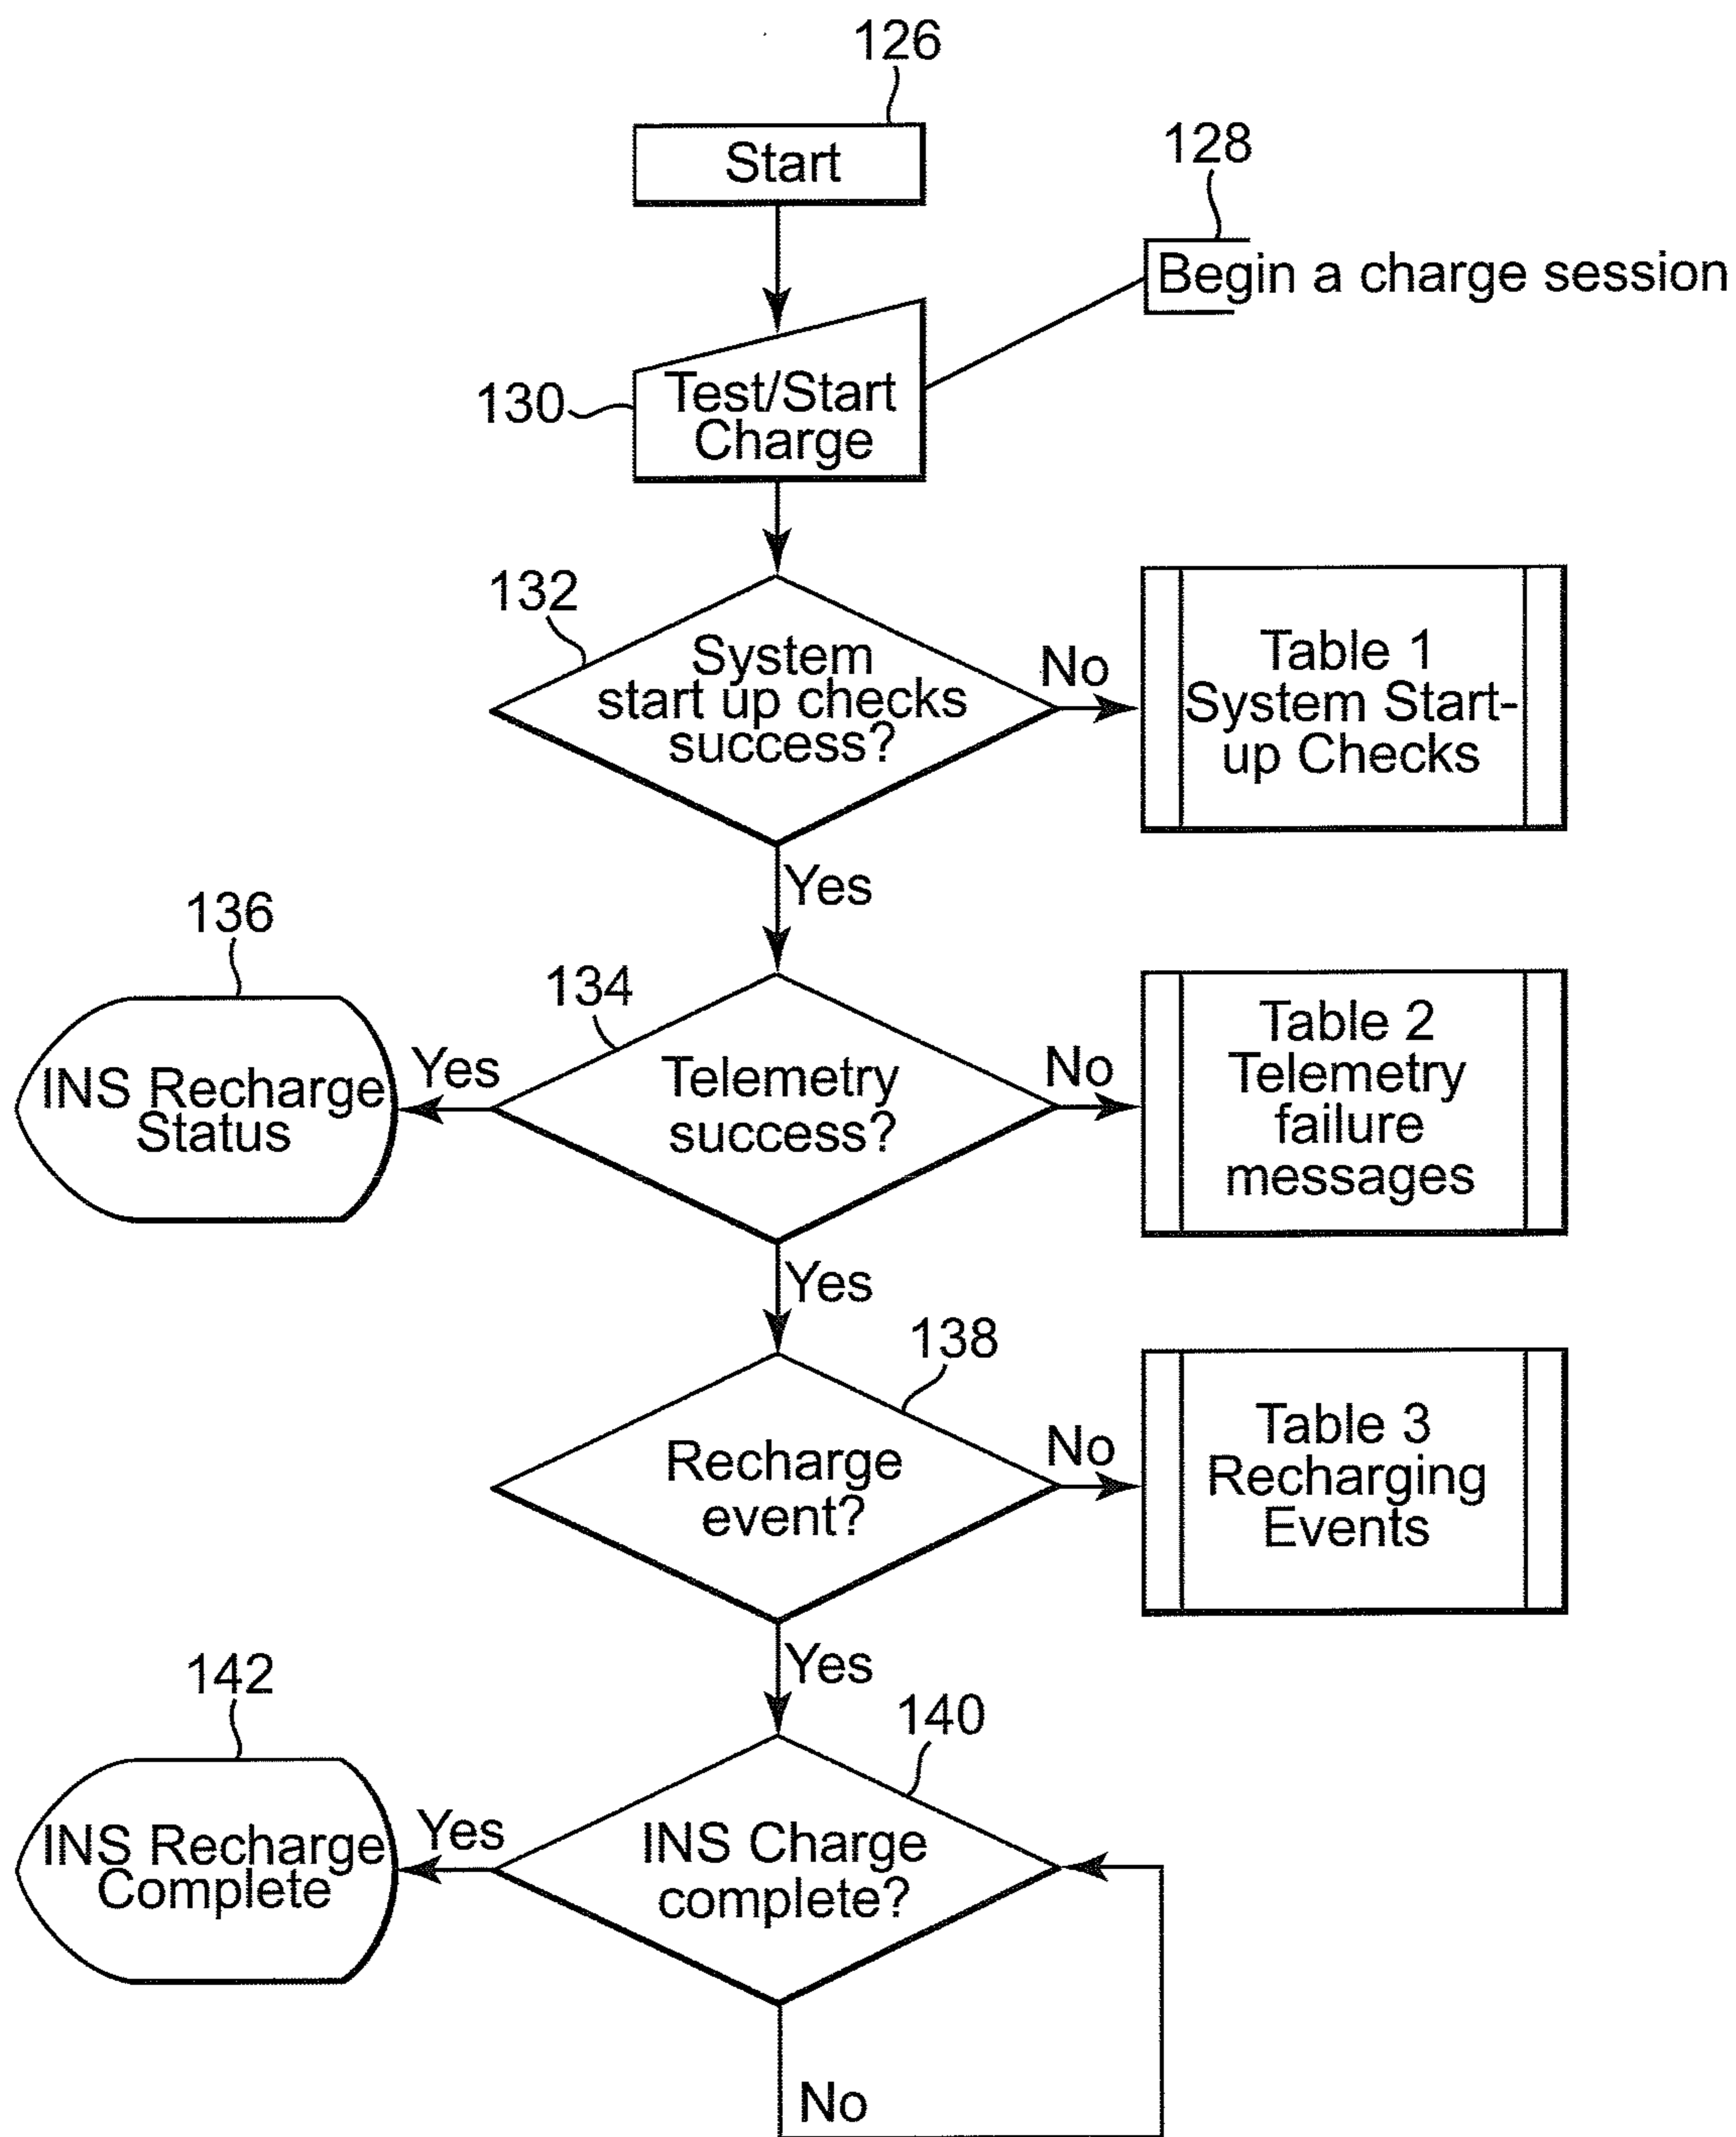 126
Start
128
Begin a charge session
130
Test/Start
Charge
132
System
start up checks
success?
No
Table 1
System Start-
up Checks
Yes
136
134
INS Recharge
Status
Yes
Telemetry
success?
No
Table 2
Telemetry
failure
messages
Yes
138
Recharge
event?
No
Table 3
Recharging
Events
Yes
142
140
INS Recharge
Complete
Yes
INS Charge
complete?
No